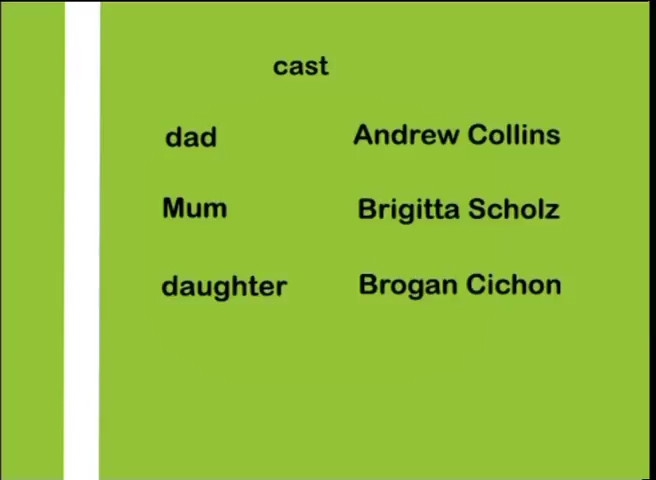 cast
dad Andrew Collins
Mum Brigitta Scholz
daughter Brogan Cichon